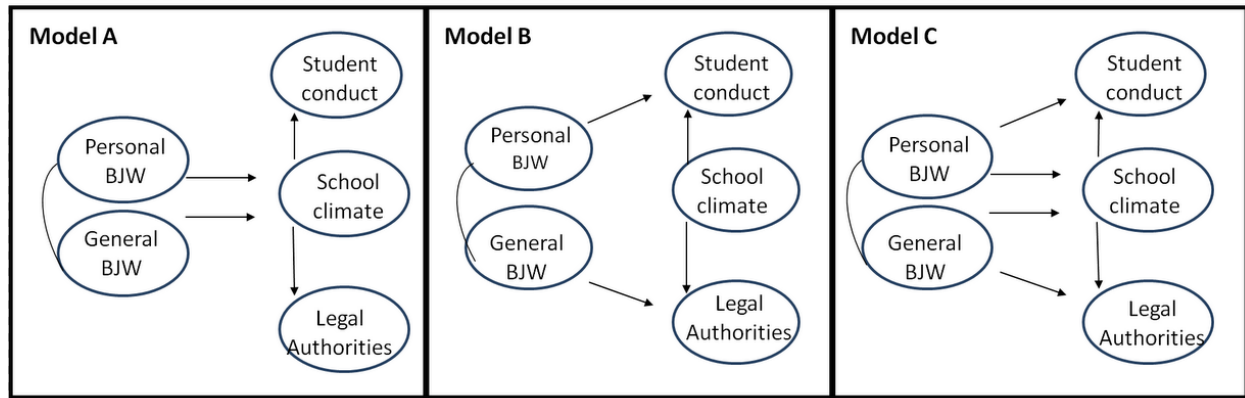 Model A
Student
conduct
Personal
BJW
School
climate
General
BJW
Legal
Authorities
Model B
Student
conduct
Personal
BJW
School
climate
General
BJW
Legal
Authorities
Model C
Student
conduct
Personal
BJW
School
climate
General
BJW
Legal
Authorities